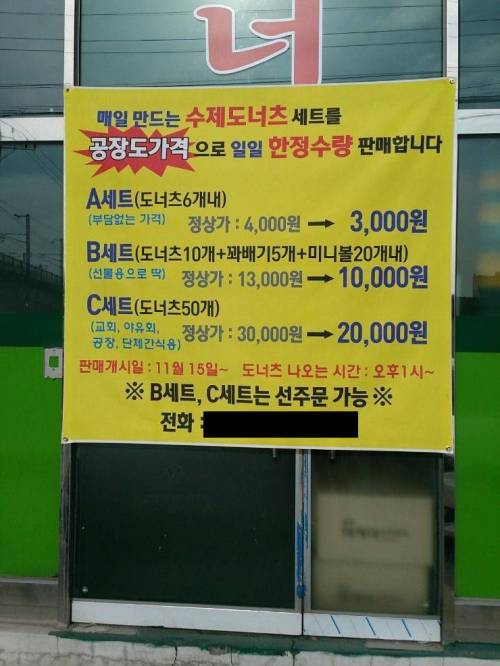 너
매일 만드는 수제도너츠 세트를
공장도가격으로 일일 한정수량 판매합니다
A세트(도너츠6개내)
(부담없는 가격) 정상가 : 4,000원 → 3,000원
B세트(도너츠10개+꽈배기5개+미니볼20개내)
(선물용으로 딱) 정상가 : 13,000원 → 10,000원
C세트(도너츠50개)
(교회, 야유회, 공장, 단체간식용) 정상가 : 30,000원 → 20,000원
판매개시일 : 11월 15일~ 도너츠 나오는 시간 : 오후1시~
※ B세트, C세트는 선주문 가능 ※
전화 :